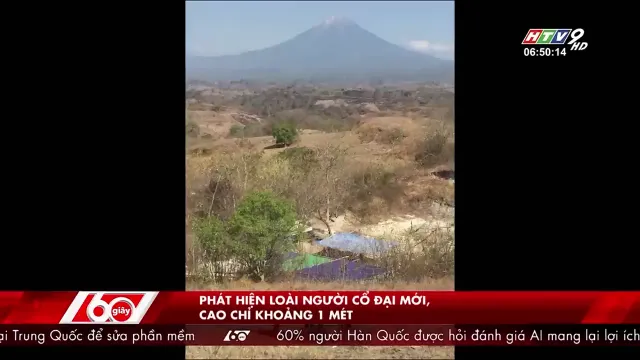 HTV9 HD
06:50:14
60 giây
PHÁT HIỆN LOÀI NGƯỜI CỔ ĐẠI MỚI,
CAO CHỈ KHOẢNG 1 MÉT
ại Trung Quốc để sửa phần mềm 60 60% người Hàn Quốc được hỏi đánh giá AI mang lại lợi ích